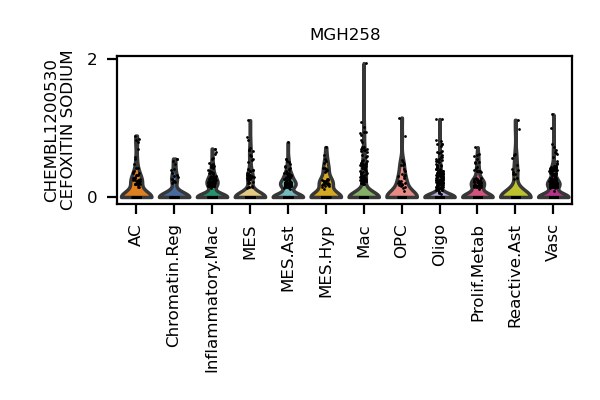 MGH258
CHEMBL1200530
CEFOXITIN SODIUM
2
0
AC
Chromatin.Reg
Inflammatory.Mac
MES
MES.Ast
MES.Hyp
Mac
OPC
Oligo
Prolif.Metab
Reactive.Ast
Vasc